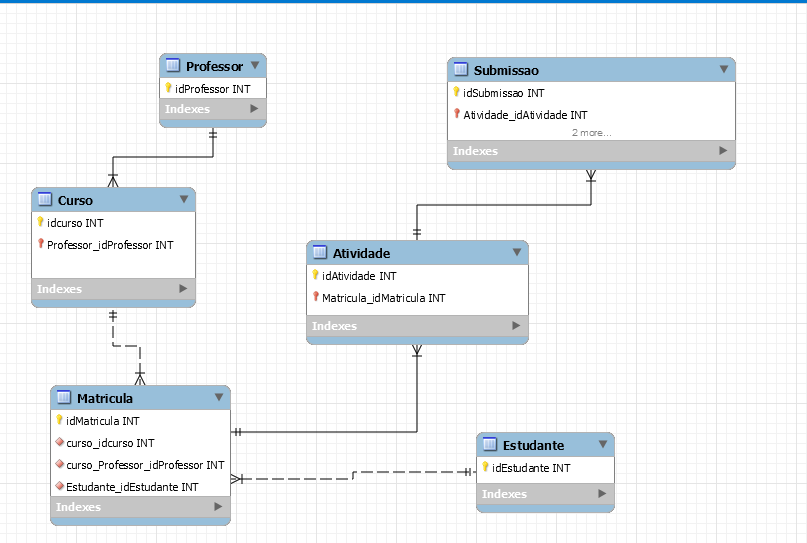 Professor
idProfessor INT
Indexes
Submissao
idSubmissao INT
Atividade_idAtividade INT
2 more...
Indexes
Curso
idcurso INT
Professor_idProfessor INT
Indexes
Atividade
idAtividade INT
Matricula_idMatricula INT
Indexes
Matricula
idMatricula INT
curso_idcurso INT
curso_Professor_idProfessor INT
Estudante_idEstudante INT
Indexes
Estudante
idEstudante INT
Indexes